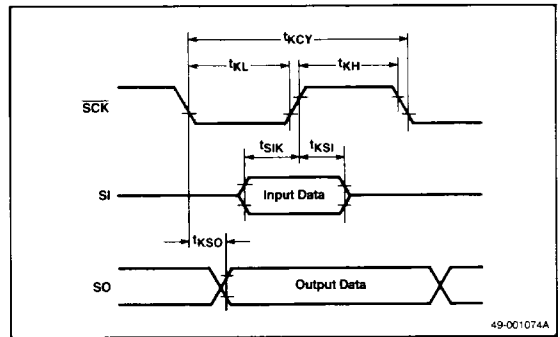 tKCY
tKL
tKH
SCK
tSIK
tKSI
SI
Input Data
tKSO
SO
Output Data
49-001074A